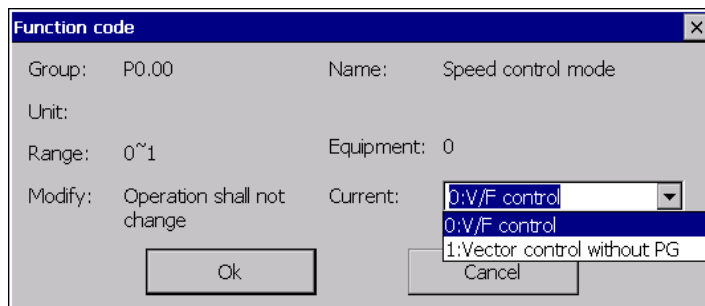 Function code
Group: P0.00 Name: Speed control mode
Unit:
Range: 0~1 Equipment: 0
Modify: Operation shall not change Current: 0:V/F control
0:V/F control
1:Vector control without PG
Ok Cancel